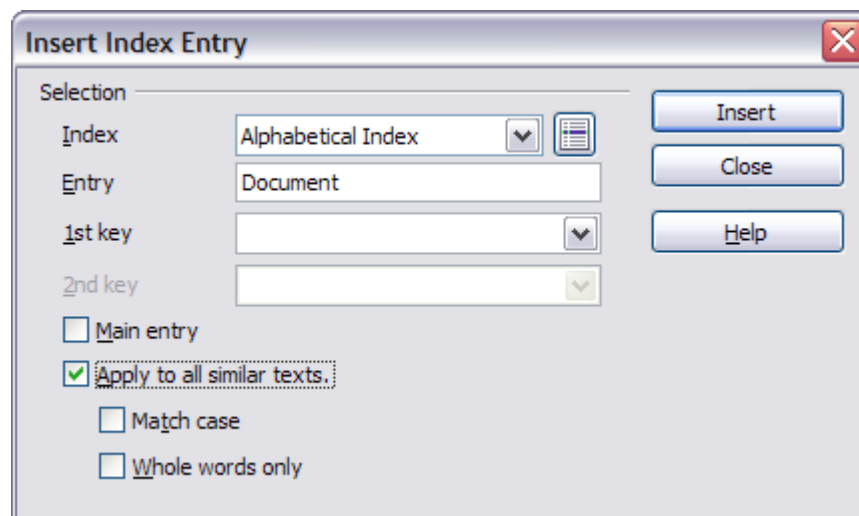 Insert Index Entry
Selection
Index
Alphabetical Index
Insert
Entry
Document
Close
1st key
Help
2nd key
Main entry
Apply to all similar texts.
Match case
Whole words only